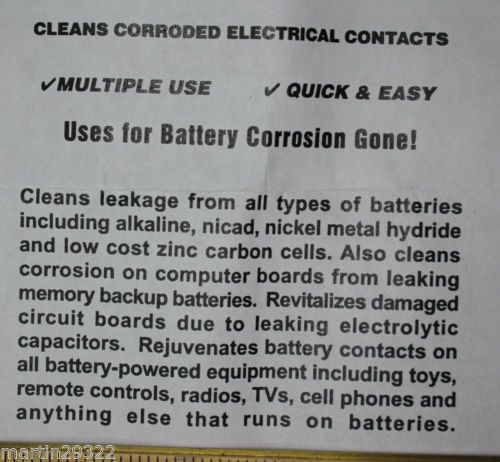 CLEANS CORRODED ELECTRICAL CONTACTS
✓MULTIPLE USE ✓ QUICK & EASY
Uses for Battery Corrosion Gone!
Cleans leakage from all types of batteries
including alkaline, nicad, nickel metal hydride
and low cost zinc carbon cells. Also cleans
corrosion on computer boards from leaking
memory backup batteries. Revitalizes damaged
circuit boards due to leaking electrolytic
capacitors. Rejuvenates battery contacts on
all battery-powered equipment including toys,
remote controls, radios, TVs, cell phones and
anything else that runs on batteries.
martin29322